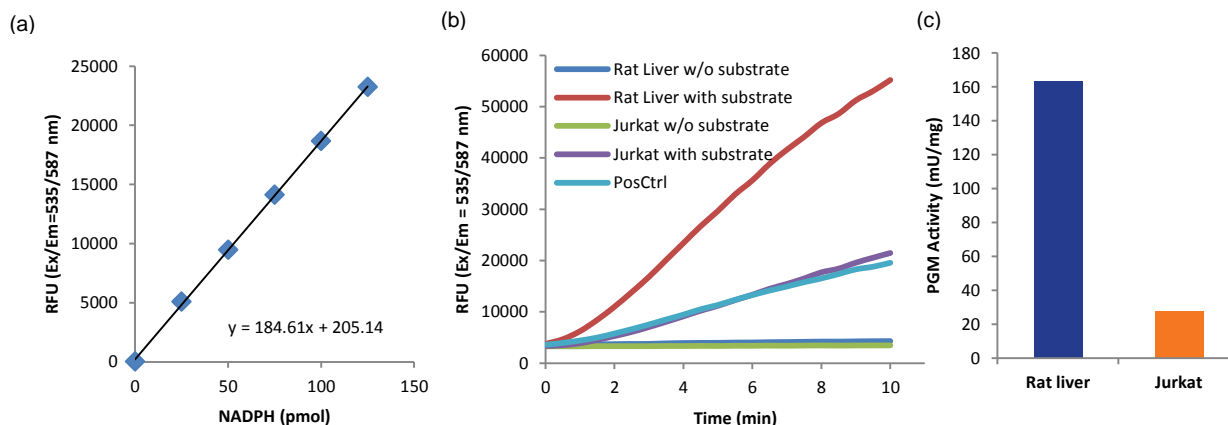 (a)
RFU (Ex/Em=535/587 nm)
25000
20000
15000
10000
5000
0
y = 184.61x + 205.14
0 50 100 150
NADPH (pmol)
(b)
RFU (Ex/Em = 535/587 nm)
60000
50000
40000
30000
20000
10000
0
Rat Liver w/o substrate
Rat Liver with substrate
Jurkat w/o substrate
Jurkat with substrate
PosCtrl
0 2 4 6 8 10
Time (min)
(c)
PGM Activity (mU/mg)
180
160
140
120
100
80
60
40
20
0
Rat liver Jurkat